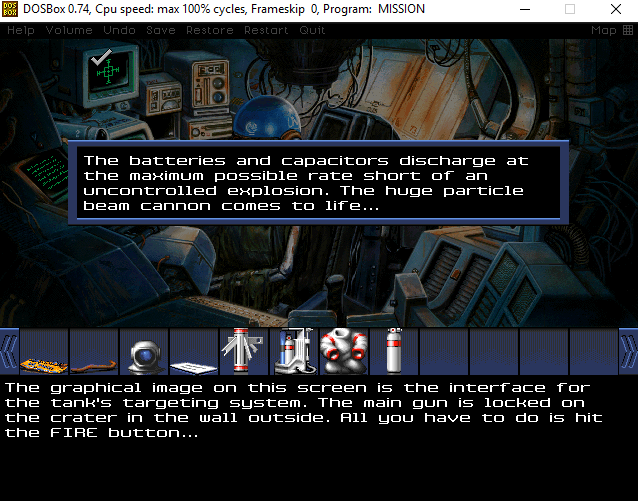 DOS
BOX
DOSBox 0.74, Cpu speed: max 100% cycles, Frameskip 0, Program: MISSION
Help Volume Undo Save Restore Restart Quit Map
The batteries and capacitors discharge at
the maximum possible rate short of an
uncontrolled explosion. The huge particle
beam cannon comes to life...
The graphical image on this screen is the interface for
the tank's targeting system. The main gun is locked on
the crater in the wall outside. All you have to do is hit
the FIRE button...